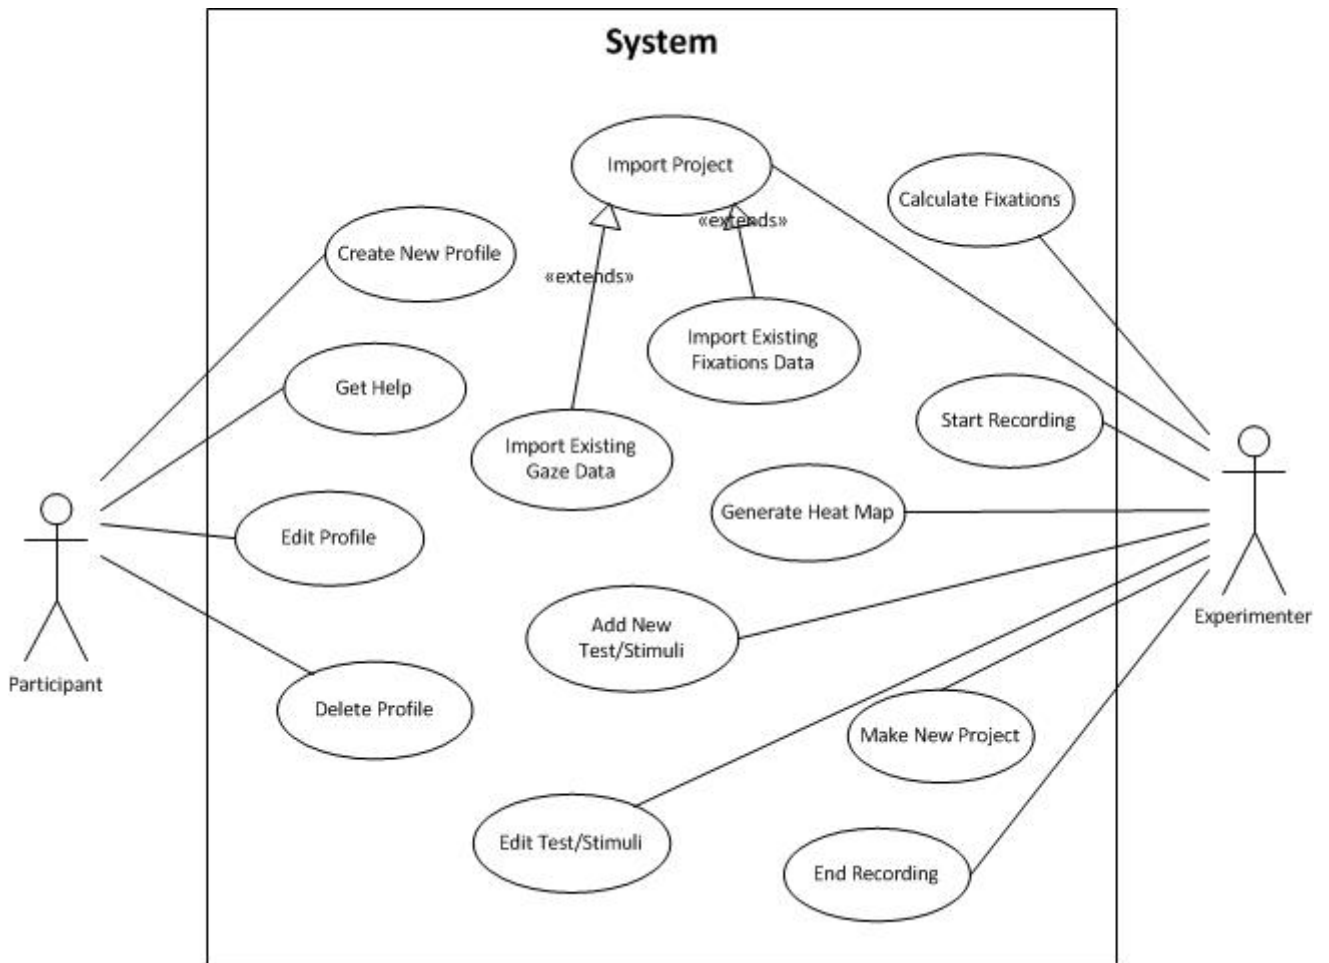 System
Import Project
Calculate Fixations
«extends»
Create New Profile
«extends»
Import Existing
Fixations Data
Get Help
Start Recording
Import Existing
Gaze Data
Generate Heat Map
Edit Profile
Experimenter
Add New
Test/Stimuli
Participant
Delete Profile
Make New Project
Edit Test/Stimuli
End Recording